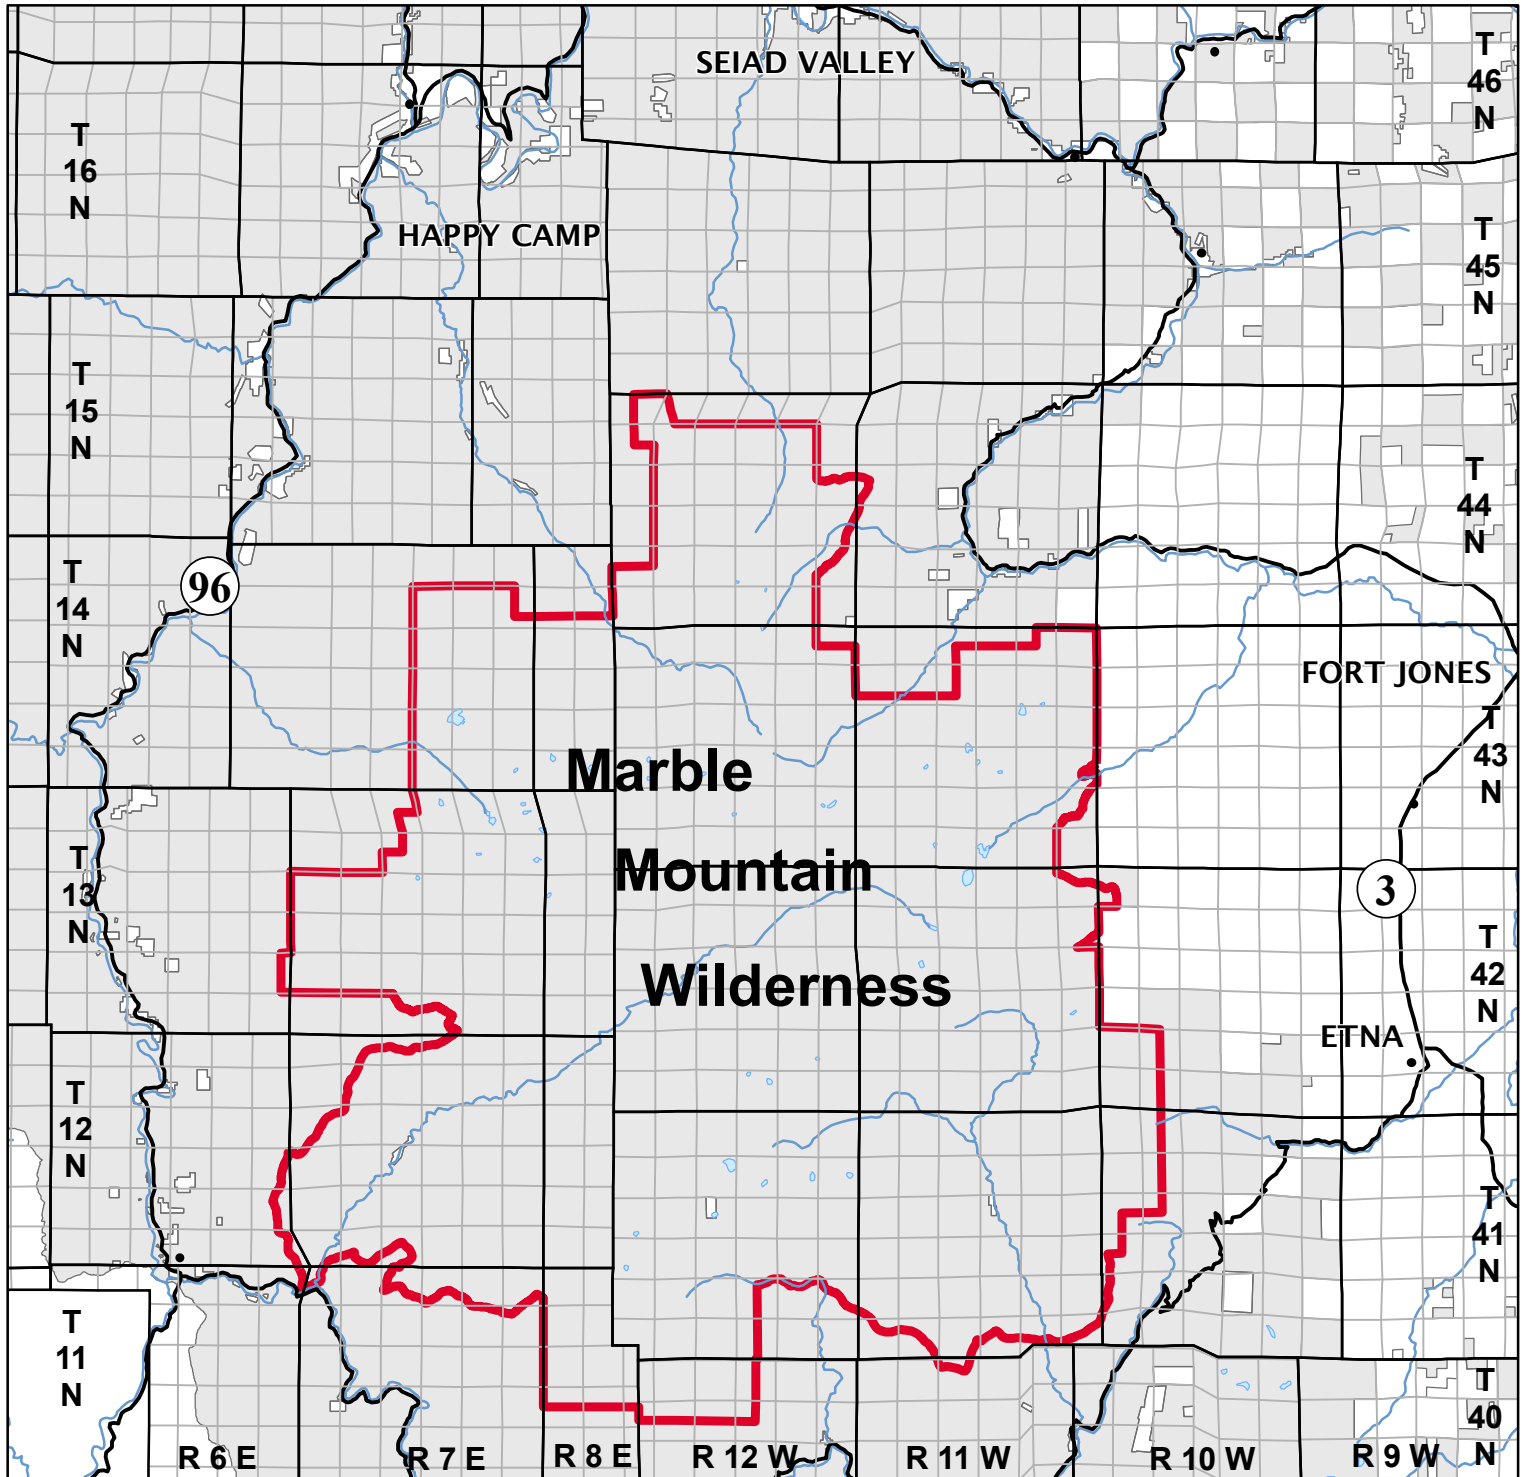 SEIAD VALLEY
T
46
N
T
16
N
HAPPY CAMP
T
45
N
T
15
N
T
44
N
96
T
14
N
FORT JONES
T
43
N
Marble
Mountain
Wilderness
T
13
N
3
T
42
N
ETNA
T
12
N
T
41
N
T
11
N
T
40
N
R 6 E
R 7 E
R 8 E
R 12 W
R 11 W
R 10 W
R 9 W